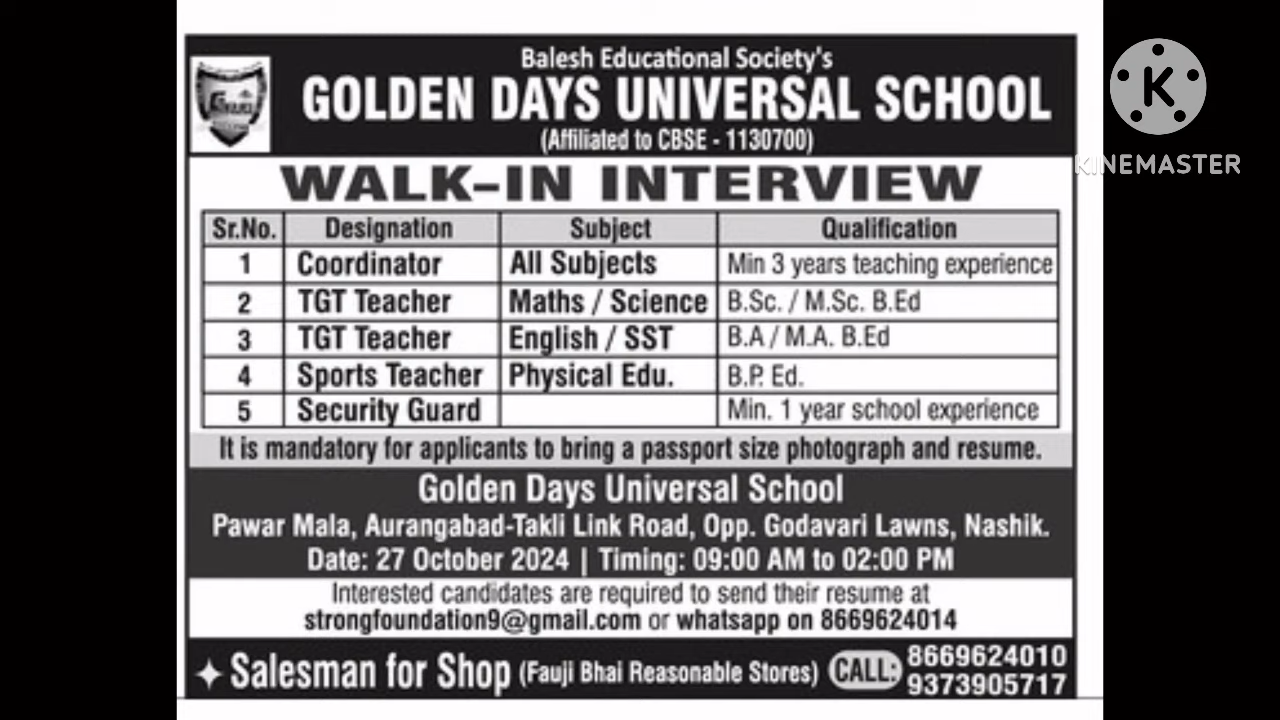 Balesh Educational Society's
GOLDEN DAYS UNIVERSAL SCHOOL
(Affiliated to CBSE - 1130700)
K
KINEMASTER
WALK-IN INTERVIEW
Sr.No. Designation Subject Qualification
1 Coordinator All Subjects Min 3 years teaching experience
2 TGT Teacher Maths / Science B.Sc. / M.Sc. B.Ed
3 TGT Teacher English / SST B.A / M.A. B.Ed
4 Sports Teacher Physical Edu. B.P. Ed.
5 Security Guard Min. 1 year school experience
It is mandatory for applicants to bring a passport size photograph and resume.
Golden Days Universal School
Pawar Mala, Aurangabad-Takli Link Road, Opp. Godavari Lawns, Nashik.
Date: 27 October 2024 | Timing: 09:00 AM to 02:00 PM
Interested candidates are required to send their resume at
strongfoundation9@gmail.com or whatsapp on 8669624014
✦ Salesman for Shop (Fauji Bhai Reasonable Stores) CALL: 8669624010
9373905717